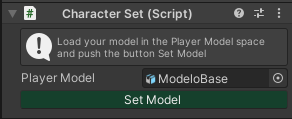 Character Set (Script)
Load your model in the Player Model space
and push the button Set Model
Player Model ModeloBase
Set Model